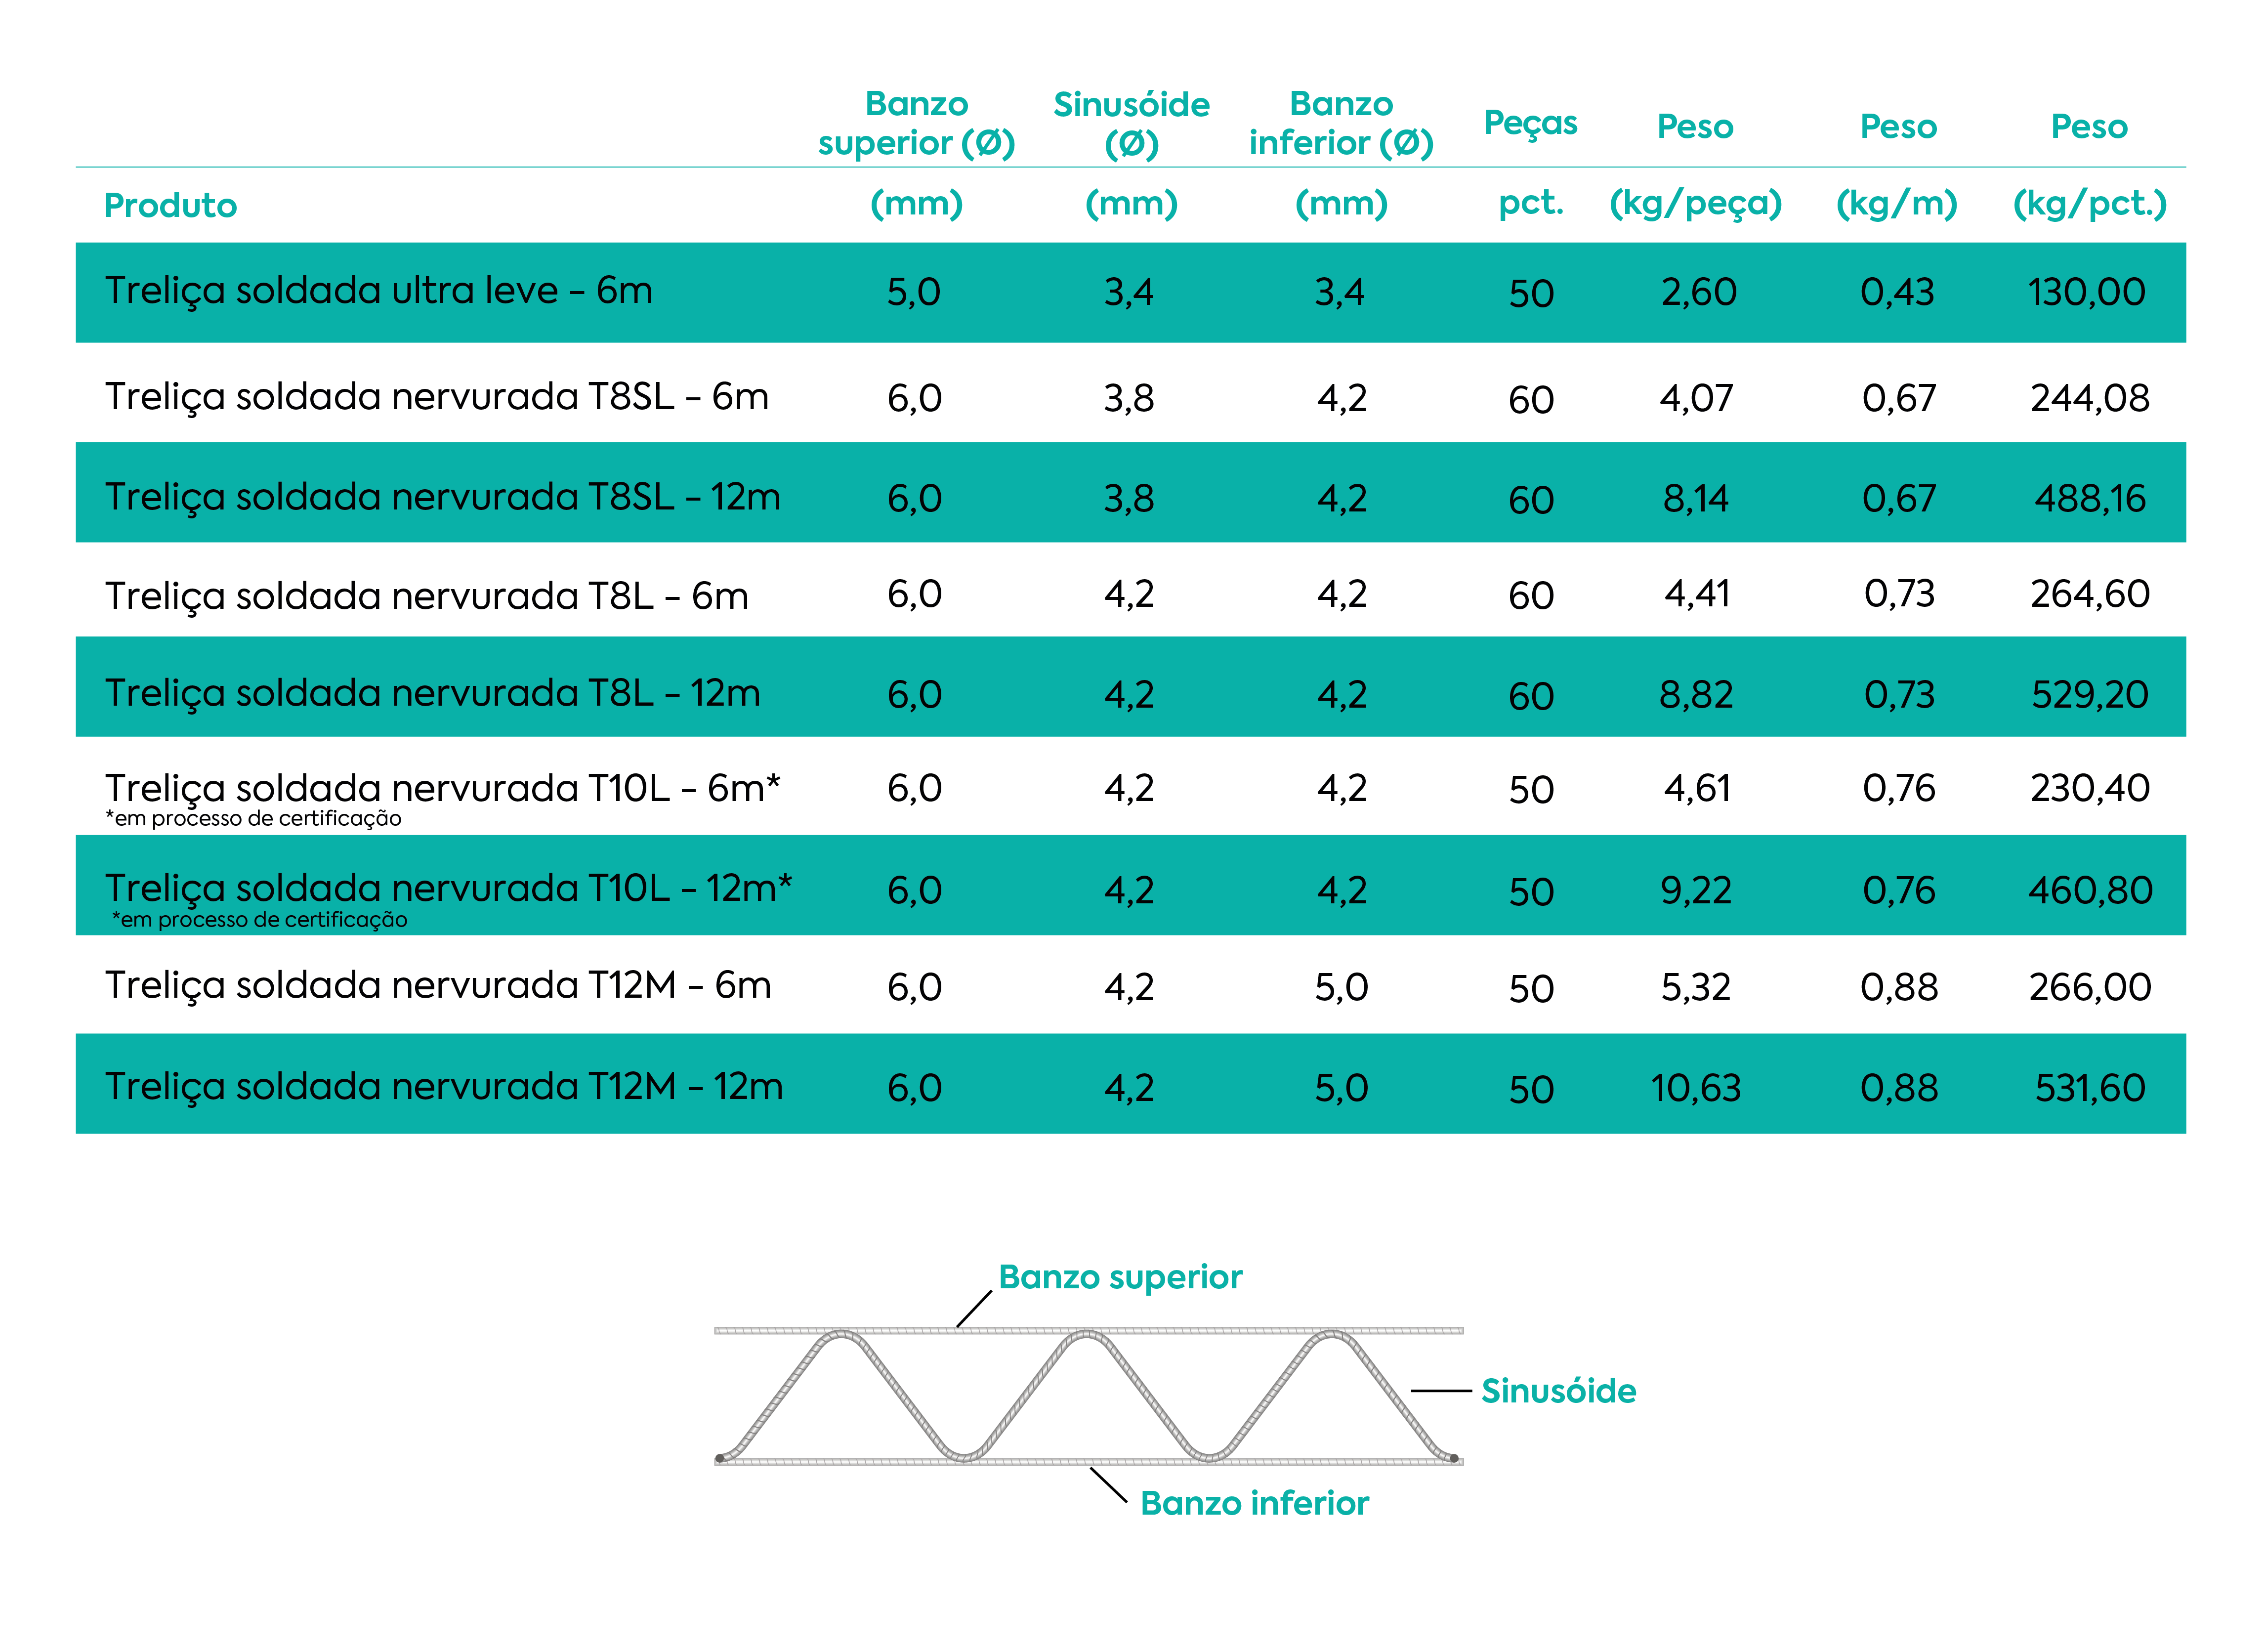 Banzo superior (Ø) Sinusóide (Ø) Banzo inferior (Ø) Peças Peso Peso Peso
Produto (mm) (mm) (mm) pct. (kg/peça) (kg/m) (kg/pct.)
Treliça soldada ultra leve - 6m 5,0 3,4 3,4 50 2,60 0,43 130,00
Treliça soldada nervurada T8SL - 6m 6,0 3,8 4,2 60 4,07 0,67 244,08
Treliça soldada nervurada T8SL - 12m 6,0 3,8 4,2 60 8,14 0,67 488,16
Treliça soldada nervurada T8L - 6m 6,0 4,2 4,2 60 4,41 0,73 264,60
Treliça soldada nervurada T8L - 12m 6,0 4,2 4,2 60 8,82 0,73 529,20
Treliça soldada nervurada T10L - 6m* 6,0 4,2 4,2 50 4,61 0,76 230,40
*em processo de certificação
Treliça soldada nervurada T10L - 12m* 6,0 4,2 4,2 50 9,22 0,76 460,80
*em processo de certificação
Treliça soldada nervurada T12M - 6m 6,0 4,2 5,0 50 5,32 0,88 266,00
Treliça soldada nervurada T12M - 12m 6,0 4,2 5,0 50 10,63 0,88 531,60
Banzo superior
Sinusóide
Banzo inferior